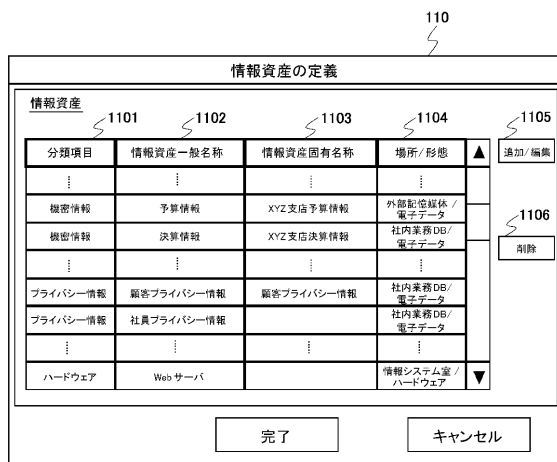 110
情報資産の定義
情報資産
1101 1102 1103 1104 1105
分類項目 情報資産一般名称 情報資産固有名称 場所/形態 ▲ 追加/編集
機密情報 予算情報 XYZ支店予算情報 外部記憶媒体/
電子データ
1106
機密情報 決算情報 XYZ支店決算情報 社内業務DB/
電子データ
削除
プライバシー情報 顧客プライバシー情報 顧客プライバシー情報 社内業務DB/
電子データ
プライバシー情報 社員プライバシー情報 社内業務DB/
電子データ
ハードウェア Webサーバ 情報システム室/
ハードウェア ▼
完了 キャンセル